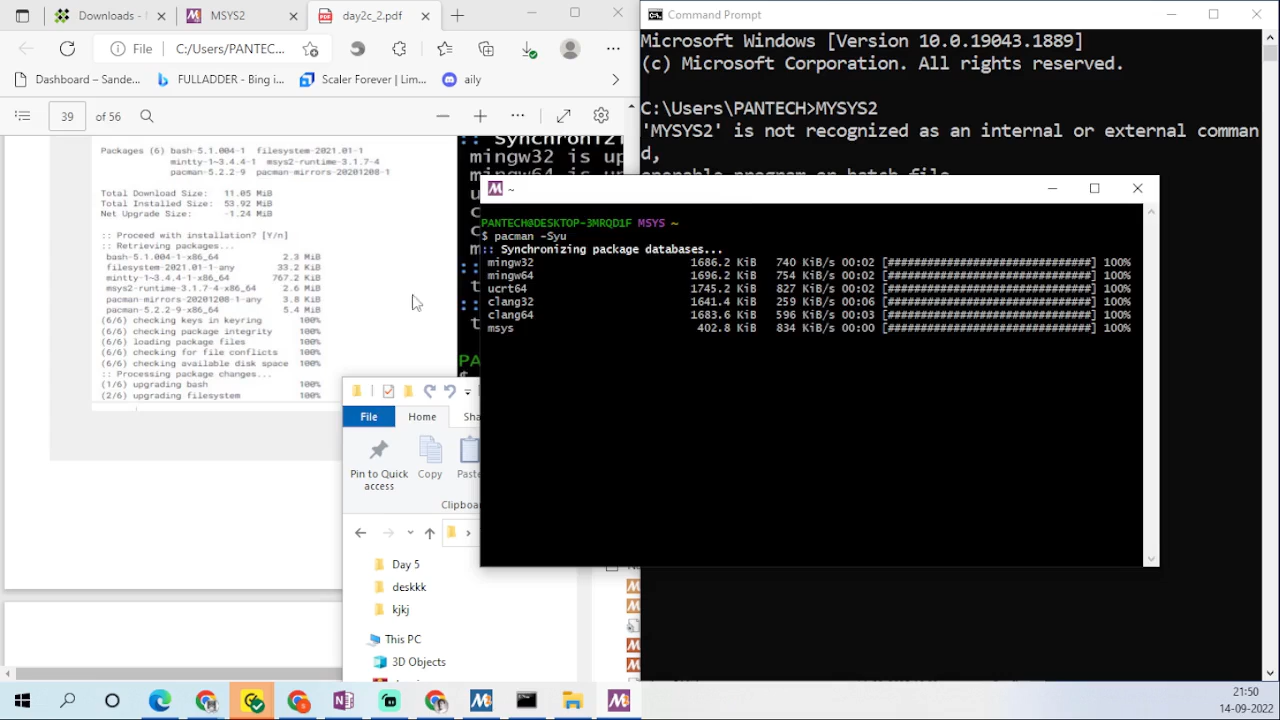 Downloads -
MSYS2
day2c_2.pdf
File
C:/Users/PANTEC...
Dashboard – Sande...
FULLADDER - Bing i...
Scaler Forever | Lim...
aily
39
of 56
Packages (6) bash-5.1.004-1 filesystem-2021.01-1
mintty-1~3.4.4-1 msys2-runtime-3.1.7-4
pacman-5.2.2-9 pacman-mirrors-20201208-1
Total Download Size: 11.05 MiB
Total Installed Size: 53.92 MiB
Net Upgrade Size: -1.24 MiB
:: Proceed with installation? [Y/n]
:: Retrieving packages...
bash-5.1.004-1-x86_64 2.3 MiB
filesystem-2021.01-1-any 33.2 KiB
mintty-1~3.4.4-1-x86_64 767.2 KiB
msys2-runtime-3.1.7-4-x86_64 2.6 MiB
pacman-mirrors-20201208-1-any 3.8 KiB
pacman-5.2.2-9-x86_64 5.4 MiB
(6/6) checking keys in keyring 100%
(6/6) checking package integrity 100%
(6/6) loading package files 100%
(6/6) checking for file conflicts 100%
(6/6) checking available disk space 100%
:: Processing package changes...
(1/6) upgrading bash 100%
(2/6) upgrading filesystem 100%
:: Synchronizi
mingw32 is up
mingw64 is up
PA
$
Command Prompt
Microsoft Windows [Version 10.0.19043.1889]
(c) Microsoft Corporation. All rights reserved.
C:\Users\PANTECH>MYSYS2
'MYSYS2' is not recognized as an internal or external comman
d,
operable program or batch file.
~
PANTECH@DESKTOP-3MRQD1F MSYS ~
$ pacman -Syu
:: Synchronizing package databases...
mingw32 1686.2 KiB 740 KiB/s 00:02 [###############################] 100%
mingw64 1696.2 KiB 754 KiB/s 00:02 [###############################] 100%
ucrt64 1745.2 KiB 827 KiB/s 00:02 [###############################] 100%
clang32 1641.4 KiB 259 KiB/s 00:06 [###############################] 100%
clang64 1683.6 KiB 596 KiB/s 00:03 [###############################] 100%
msys 402.8 KiB 834 KiB/s 00:00 [###############################] 100%
File
Home
Sha
Pin to Quick
access
Copy
Paste
Clipboa
Day 5
deskkk
kjkj
This PC
3D Objects
21:50
14-09-2022